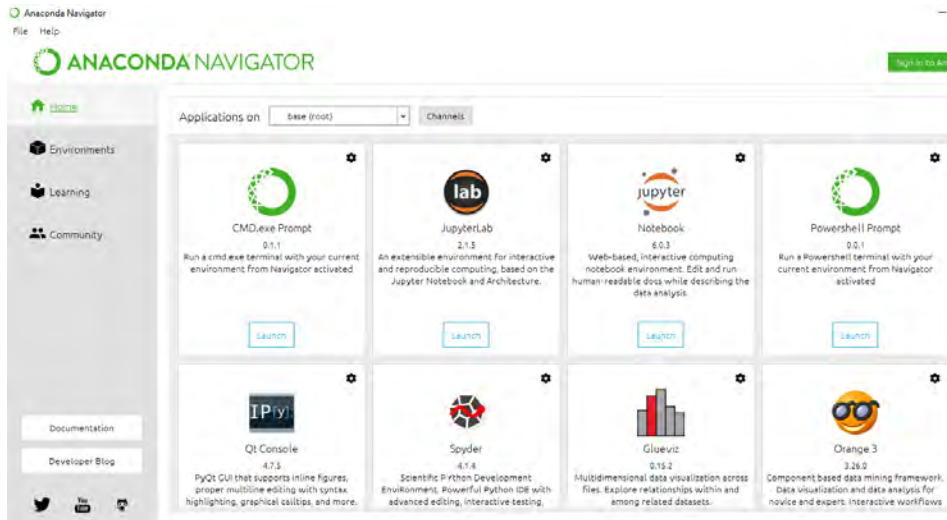 Anaconda Navigator
File Help
ANACONDA NAVIGATOR
Sign in to An
Home
Environments
Learning
Community
Documentation
Developer Blog
You
Tube
Applications on base (root) Channels
CMD.exe Prompt
0.1.1
Run a cmd.exe terminal with your current
environment from Navigator activated
Launch
lab
JupyterLab
2.1.5
An extensible environment for interactive
and reproducible computing, based on the
Jupyter Notebook and Architecture.
Launch
jupyter
Notebook
6.0.3
Web-based, interactive computing
notebook environment. Edit and run
human-readable docs while describing the
data analysis.
Launch
Powershell Prompt
0.0.1
Run a Powershell terminal with your
current environment from Navigator
activated
Launch
IP[y]:
Qt Console
4.7.5
PyQt GUI that supports inline figures,
proper multiline editing with syntax
highlighting, graphical calltips, and more.
Spyder
4.1.4
Scientific Python Development
EnviRonment. Powerful Python IDE with
advanced editing, interactive testing,
Glueviz
0.15.2
Multidimensional data visualization across
files. Explore relationships within and
among related datasets.
Orange 3
3.26.0
Component based data mining framework.
Data visualization and data analysis for
novice and expert. Interactive workflows